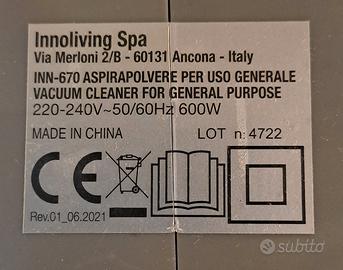 Innoliving Spa
Via Merloni 2/B - 60131 Ancona - Italy
INN-670 ASPIRAPOLVERE PER USO GENERALE
VACUUM CLEANER FOR GENERAL PURPOSE
220-240V~50/60Hz 600W
MADE IN CHINA LOT n: 4722
CE
Rev.01_06.2021
subito